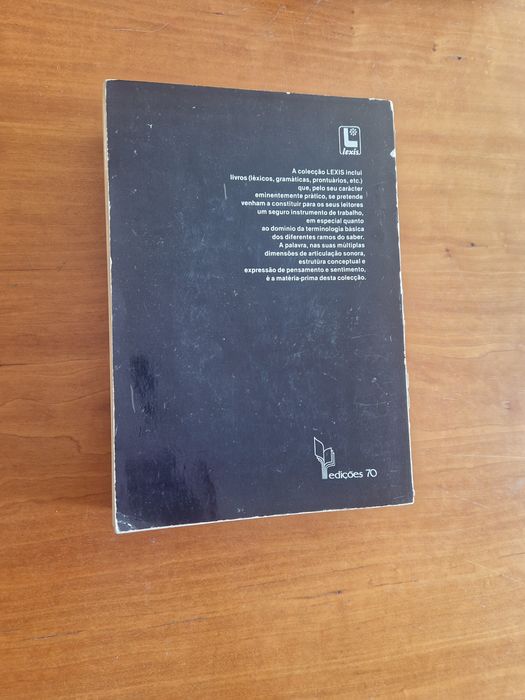 L
lexis
A colecção LEXIS inclui
livros (léxicos, gramáticas, prontuários, etc.)
que, pelo seu carácter
eminentemente prático, se pretende
venham a constituir para os seus leitores
um seguro instrumento de trabalho,
em especial quanto
ao domínio da terminologia básica
dos diferentes ramos do saber.
A palavra, nas suas múltiplas
dimensões de articulação sonora,
estrutura conceptual e
expressão de pensamento e sentimento,
é a matéria-prima desta colecção.
edições 70